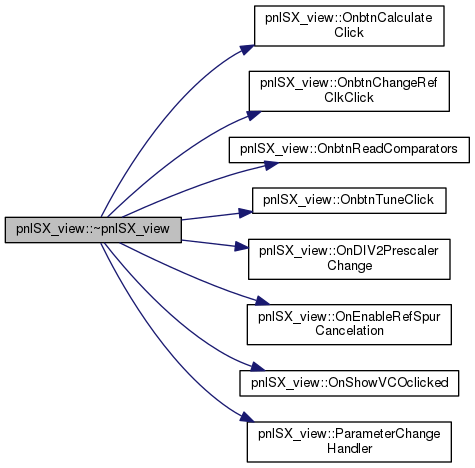 pnlSX_view::OnbtnCalculate
Click
pnlSX_view::OnbtnChangeRef
ClkClick
pnlSX_view::OnbtnReadComparators
pnlSX_view::OnbtnTuneClick
pnlSX_view::~pnlSX_view
pnlSX_view::OnDIV2Prescaler
Change
pnlSX_view::OnEnableRefSpur
Cancelation
pnlSX_view::OnShowVCOclicked
pnlSX_view::ParameterChange
Handler